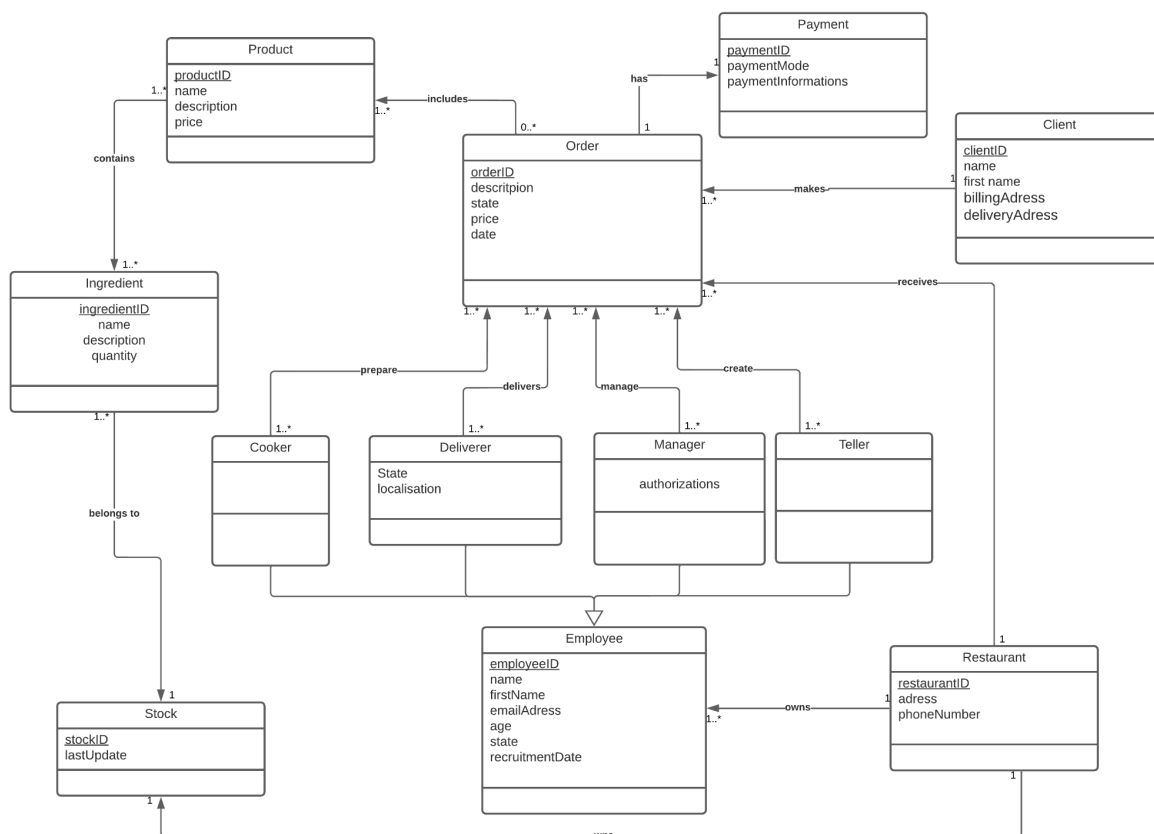 Payment
paymentID
paymentMode
paymentInformations
Product
productID
name
description
price
1
has
1
1..*
1..*
includes
0..*
contains
Order
orderID
descritpion
state
price
date
Client
clientID
name
first name
billingAdress
deliveryAdress
1
makes
1..*
1..*
Ingredient
ingredientID
name
description
quantity
receives
1..*
1..*
1..*
1..*
1..*
prepare
delivers
manage
create
1..*
1..*
1..*
1..*
1..*
Cooker
Deliverer
State
localisation
Manager
authorizations
Teller
belongs to
Employee
employeeID
name
firstName
emailAdress
age
state
recruitmentDate
1
Restaurant
restaurantID
adress
phoneNumber
1
owns
1..*
1
Stock
stockID
lastUpdate
1
1